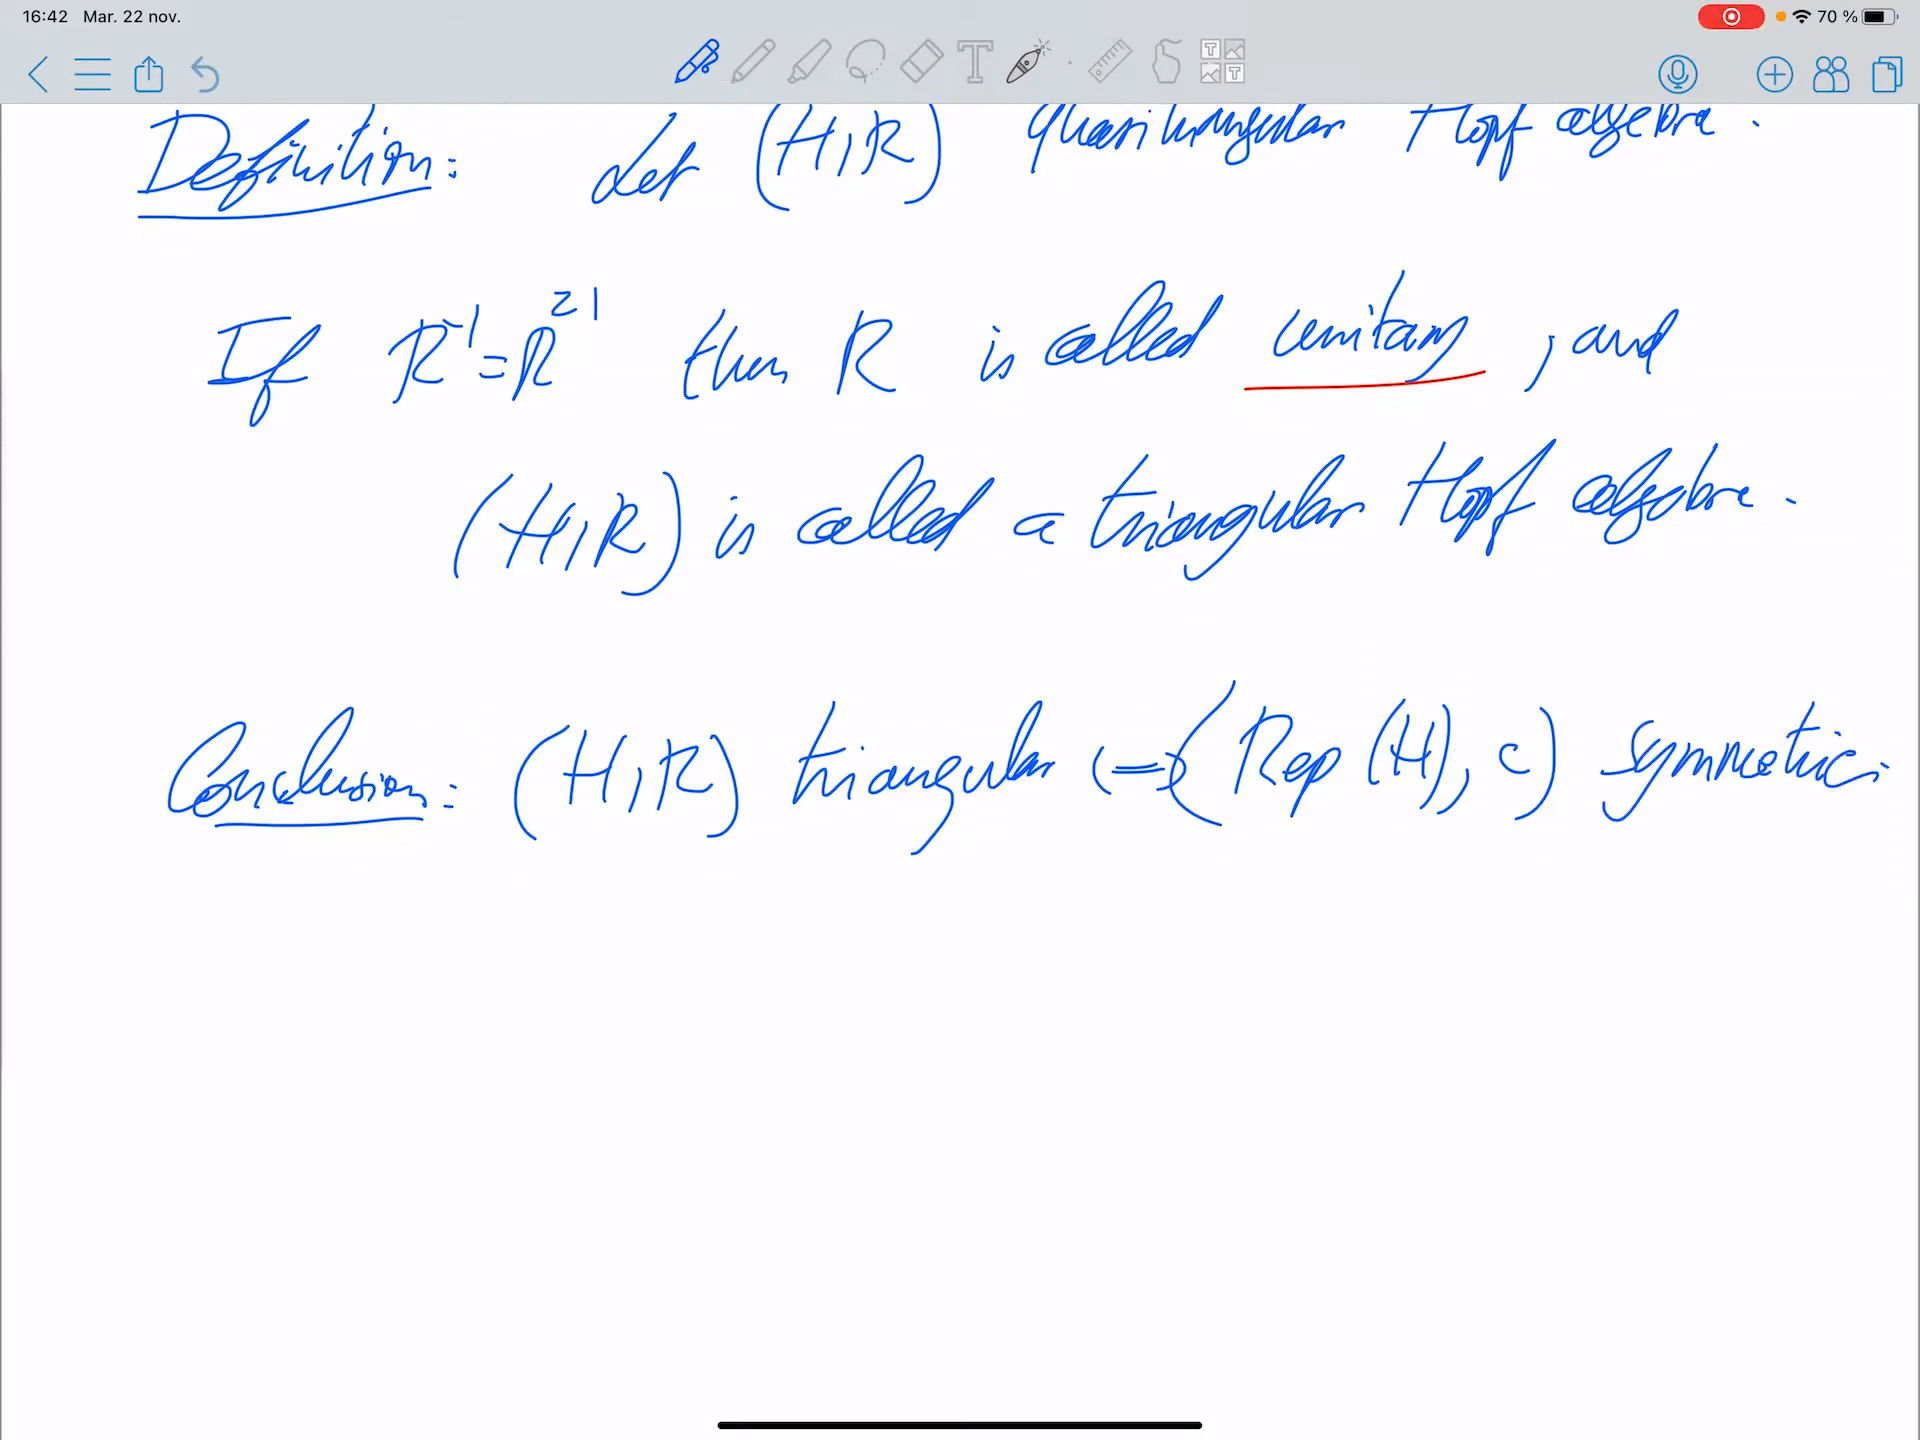 16:42 Mar. 22 nov. 70 %
Definition: Let (H,R) quasitriangular Hopf algebra.
If R⁻¹=R²¹ then R is called unitary, and
(H,R) is called a triangular Hopf algebra.
Conclusion: (H,R) triangular (=)(Rep(H), c) symmetric.